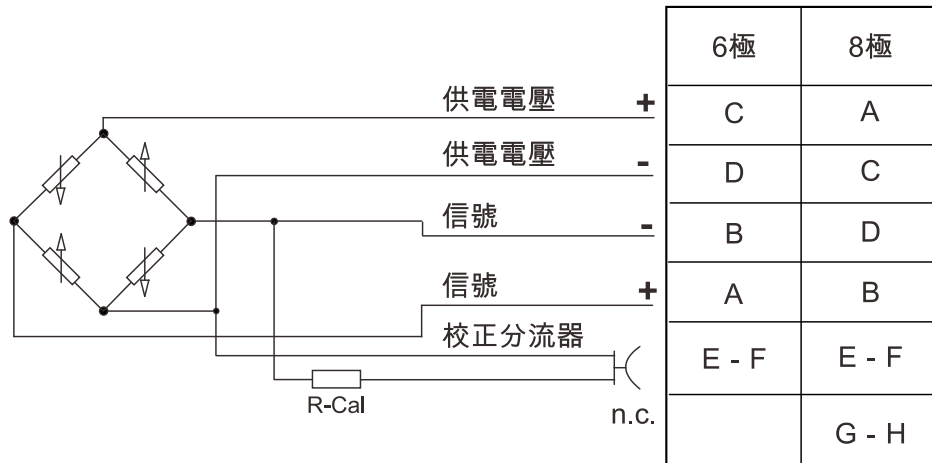 6極 8極
供電電壓 + C A
供電電壓 - D C
信號 - B D
信號 + A B
校正分流器 E - F E - F
R-Cal
n.c. G - H